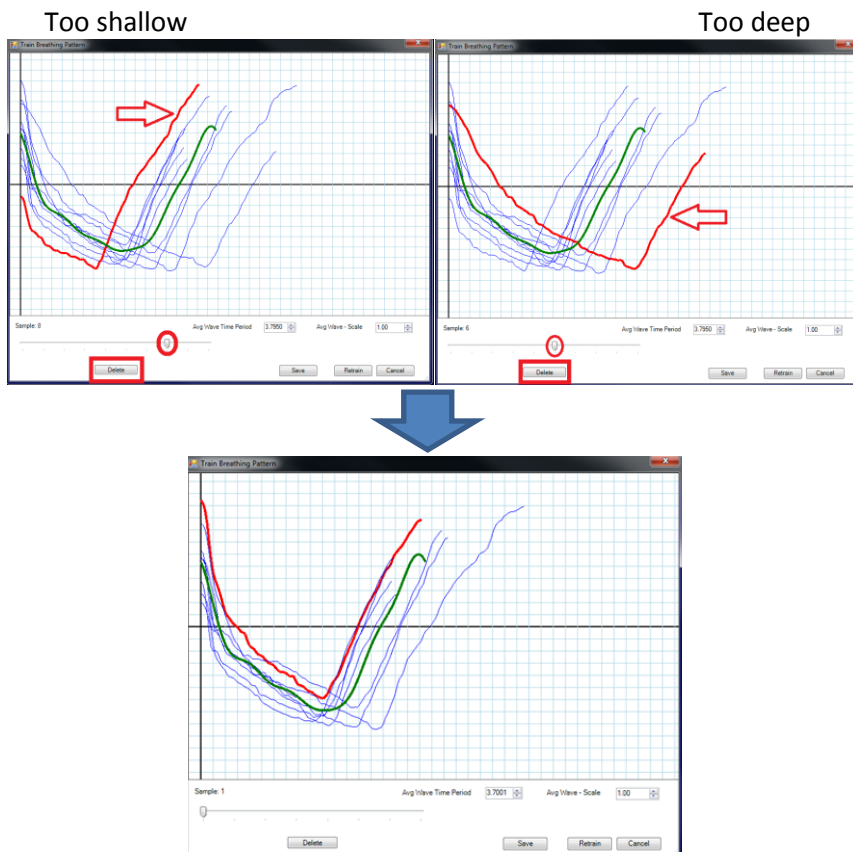 Too shallow
Too deep
Train Breathing Pattern
Sample: 8
Avg Wave Time Period 3.7950 Avg Wave - Scale 1.00
Delete Save Retrain Cancel
Train Breathing Pattern
Sample: 6
Avg Wave Time Period 3.7950 Avg Wave - Scale 1.00
Delete Save Retrain Cancel
Train Breathing Pattern
Sample: 1
Avg Wave Time Period 3.7001 Avg Wave - Scale 1.00
Delete Save Retrain Cancel